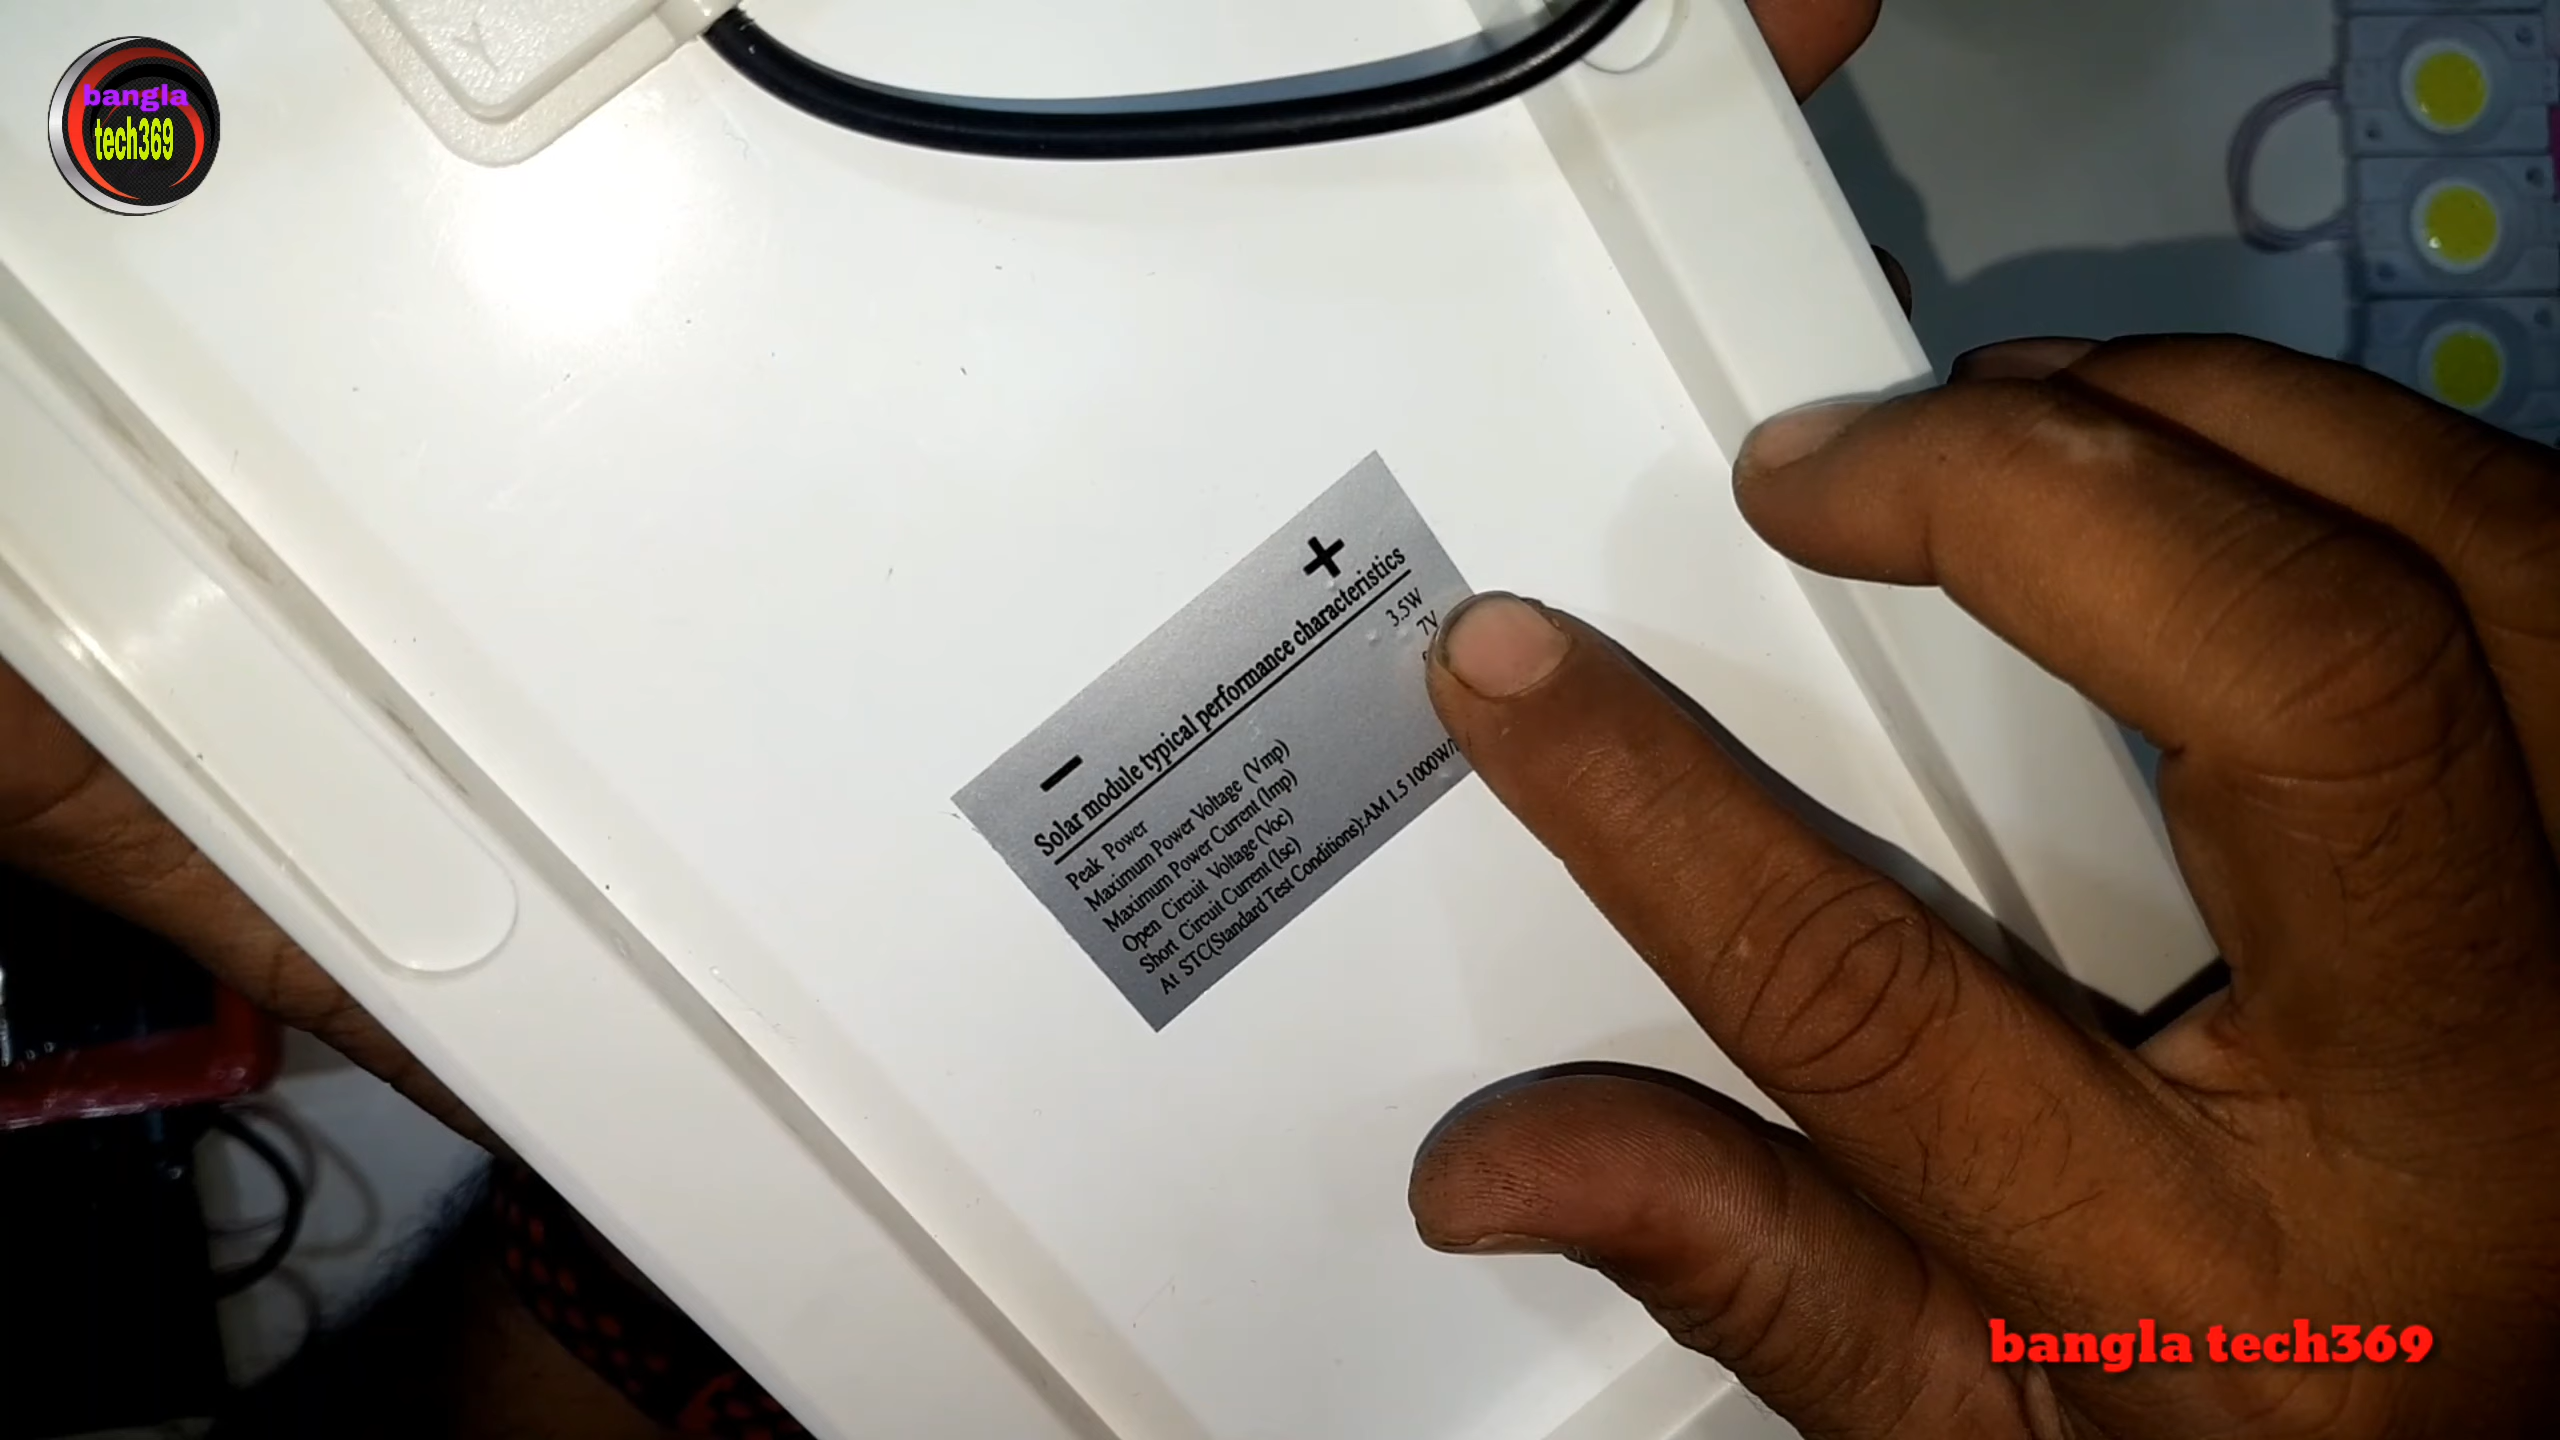 bangla
tech369
− +
Solar module typical performance characteristics
Peak Power 3.5W
Maximum Power Voltage (Vmp) 7V
Maximum Power Current (Imp)
Open Circuit Voltage (Voc)
Short Circuit Current (Isc)
At STC(Standard Test Conditions):AM 1.5 1000W/
bangla tech369